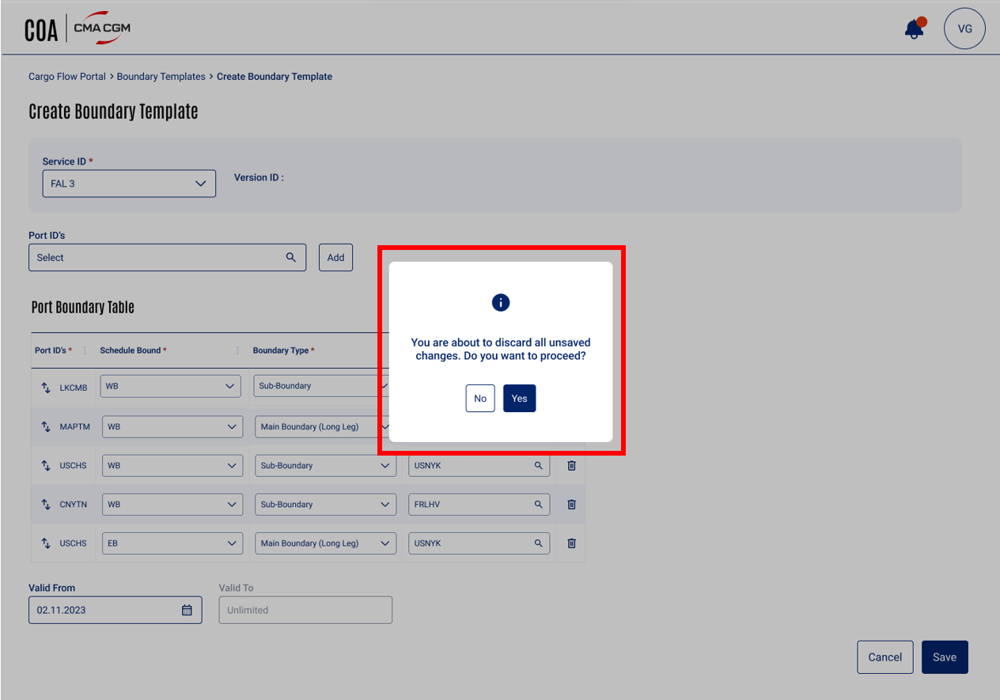 COA CMA CGM VG
Cargo Flow Portal > Boundary Templates > Create Boundary Template
Create Boundary Template
Service ID *
FAL 3
Version ID :
Port ID's
Select
Add
Port Boundary Table
Port ID's * Schedule Bound * Boundary Type *
LKCMB WB Sub-Boundary
MAPTM WB Main Boundary (Long Leg)
USCHS WB Sub-Boundary USNYK
CNYTN WB Sub-Boundary FRLHV
USCHS EB Main Boundary (Long Leg) USNYK
You are about to discard all unsaved
changes. Do you want to proceed?
No Yes
Valid From Valid To
02.11.2023 Unlimited
Cancel Save